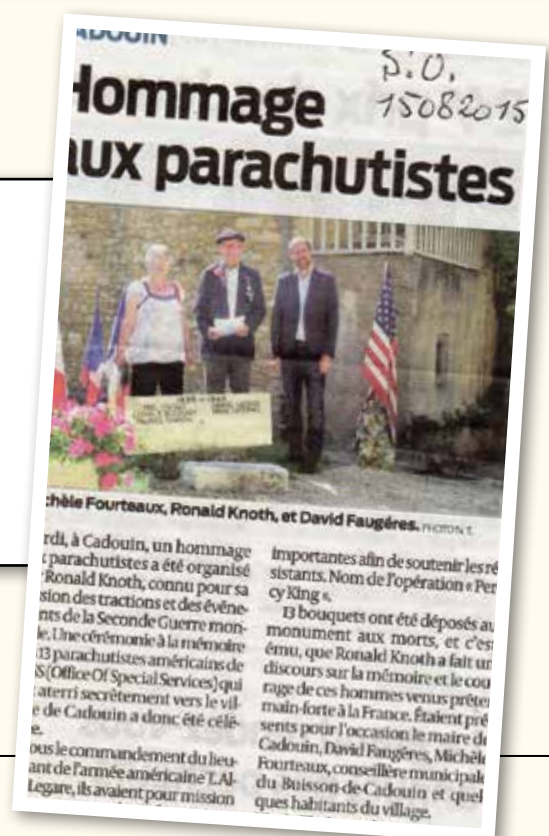 ADOUIN
S.O.
15082015
Hommage
aux parachutistes
chèle Fourteaux, Ronald Knoth, et David Faugères. PHOTO N. T.
rdi, à Cadouin, un hommage
x parachutistes a été organisé
Ronald Knoth, connu pour sa
sion des tractions et des évène-
nts de la Seconde Guerre mon-
le. Une cérémonie à la mémoire
13 parachutistes américains de
SS (Office Of Special Services) qui
aterri secrètement vers le vil-
e de Cadouin a donc été célé-
e.
ous le commandement du lieu-
ant de l'armée américaine T. Al-
Legare, ils avaient pour mission
importantes afin de soutenir les ré
sistants. Nom de l'opération « Per
cy King ».
13 bouquets ont été déposés au
monument aux morts, et c'es
ému, que Ronald Knoth a fait un
discours sur la mémoire et le cou
rage de ces hommes venus prête
main-forte à la France. Étaient pré
sents pour l'occasion le maire de
Cadouin, David Faugères, Michèle
Fourteaux, conseillère municipale
du Buisson-de-Cadouin et quel
ques habitants du village.